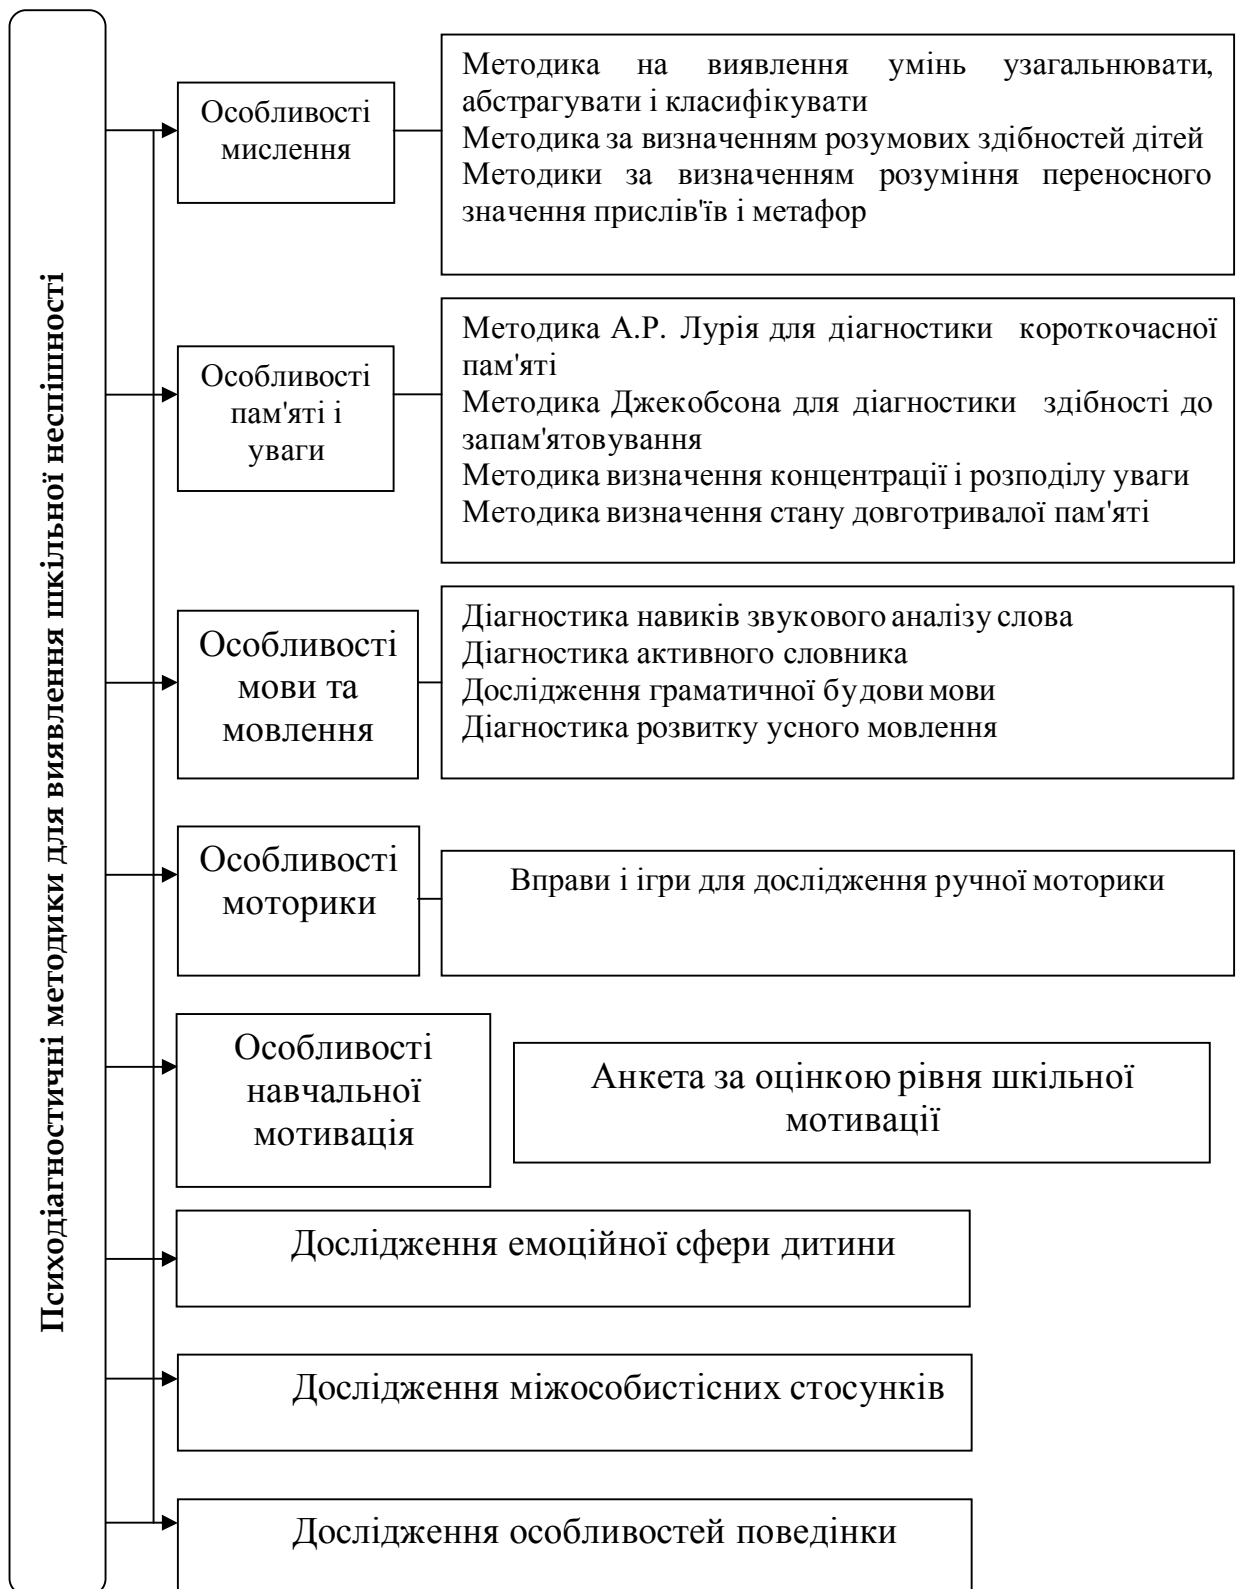 Психодіагностичні методики для виявлення шкільної неспішності
Особливості
мислення
Методика на виявлення умінь узагальнювати,
абстрагувати і класифікувати
Методика за визначенням розумових здібностей дітей
Методики за визначенням розуміння переносного
значення прислів'їв і метафор
Особливості
пам'яті і
уваги
Методика А.Р. Лурія для діагностики короткочасної
пам'яті
Методика Джекобсона для діагностики здібності до
запам'ятовування
Методика визначення концентрації і розподілу уваги
Методика визначення стану довготривалої пам'яті
Особливості
мови та
мовлення
Діагностика навиків звукового аналізу слова
Діагностика активного словника
Дослідження граматичної будови мови
Діагностика розвитку усного мовлення
Особливості
моторики
Вправи і ігри для дослідження ручної моторики
Особливості
навчальної
мотивація
Анкета за оцінкою рівня шкільної
мотивації
Дослідження емоційної сфери дитини
Дослідження міжособистісних стосунків
Дослідження особливостей поведінки